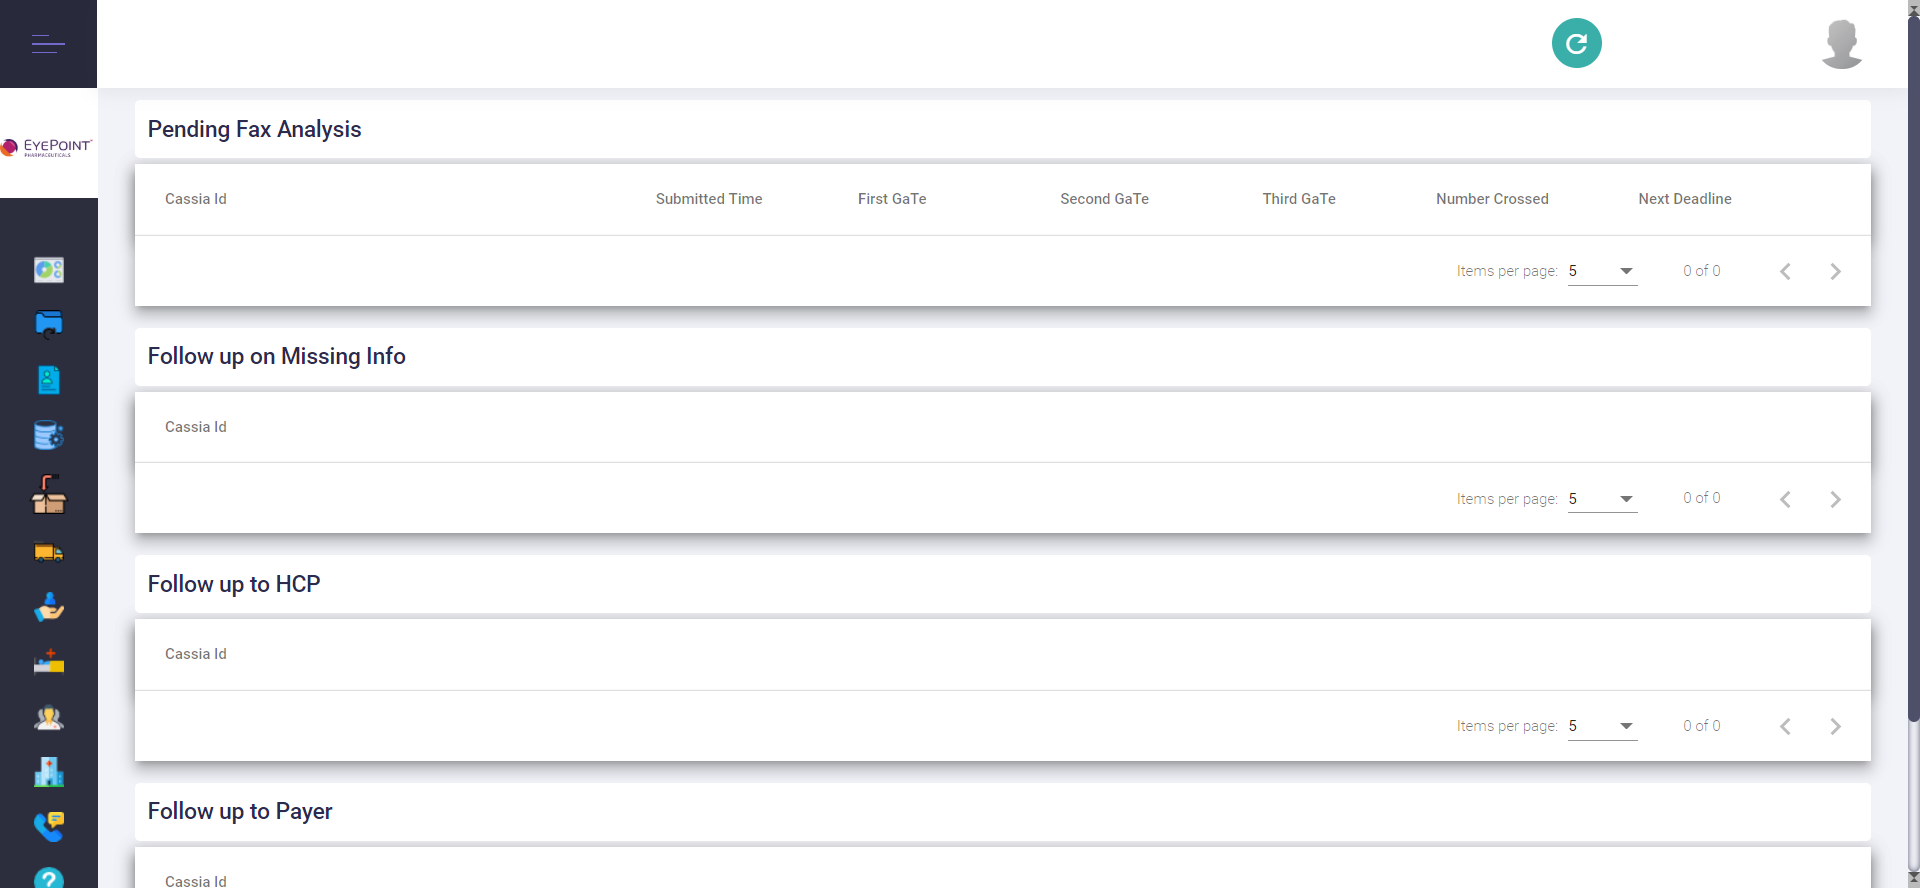 EYEPOINT
PHARMACEUTICALS
Pending Fax Analysis
Cassia Id Submitted Time First GaTe Second GaTe Third GaTe Number Crossed Next Deadline
Items per page: 5 0 of 0
Follow up on Missing Info
Cassia Id
Items per page: 5 0 of 0
Follow up to HCP
Cassia Id
Items per page: 5 0 of 0
Follow up to Payer
Cassia Id
?